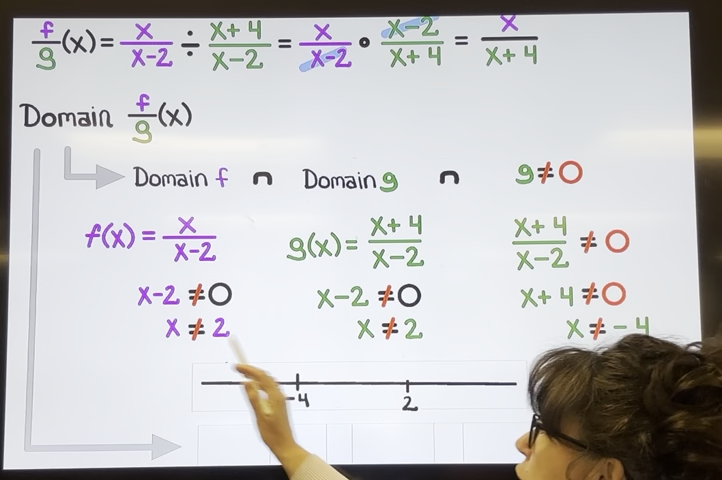 f/g(x) = x/x-2 ÷ x+4/x-2 = x/x-2 • x-2/x+4 = x/x+4
Domain f/g(x)
Domain f ∩ Domain g ∩ g≠0
f(x) = x/x-2 g(x) = x+4/x-2 x+4/x-2 ≠ 0
x-2≠0 x-2≠0 x+4≠0
x≠2 x≠2 x≠-4
-4 2